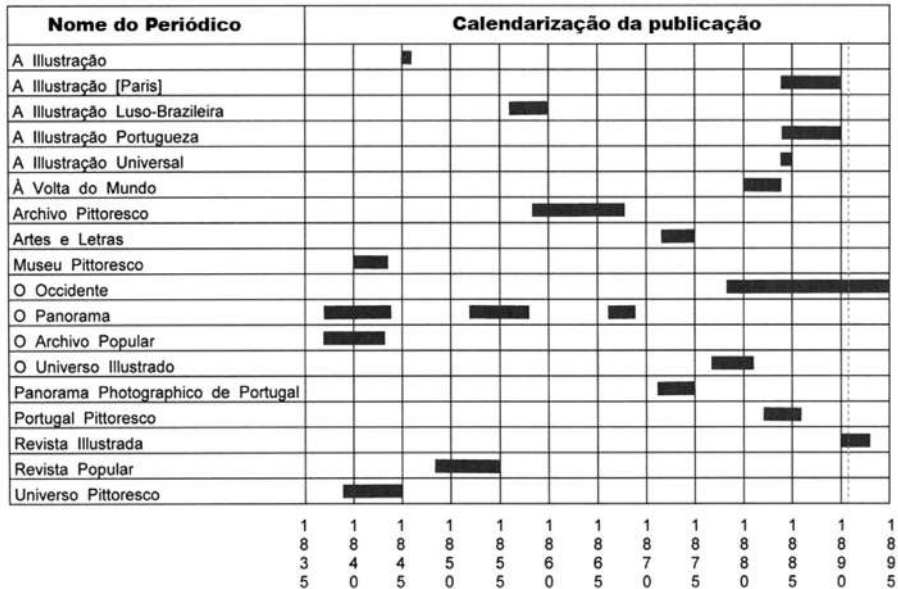 Nome do Periódico
Calendarização da publicação
A Illustração
A Illustração [Paris]
A Illustração Luso-Brazileira
A Illustração Portugueza
A Illustração Universal
À Volta do Mundo
Archivo Pittoresco
Artes e Letras
Museu Pittoresco
O Occidente
O Panorama
O Archivo Popular
O Universo Illustrado
Panorama Photographico de Portugal
Portugal Pittoresco
Revista Illustrada
Revista Popular
Universo Pittoresco
1835 1840 1845 1850 1855 1860 1865 1870 1875 1880 1885 1890 1895